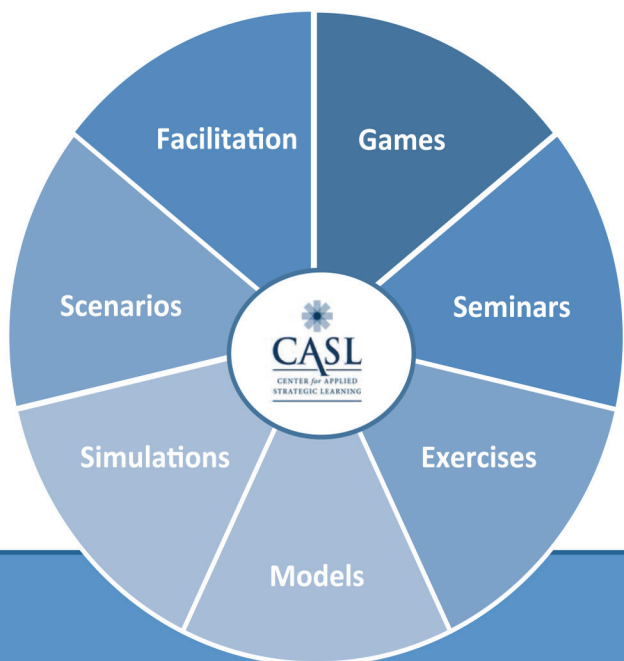 Facilitation
Games
Scenarios
Seminars
CASL
CENTER for APPLIED
STRATEGIC LEARNING
Simulations
Exercises
Models